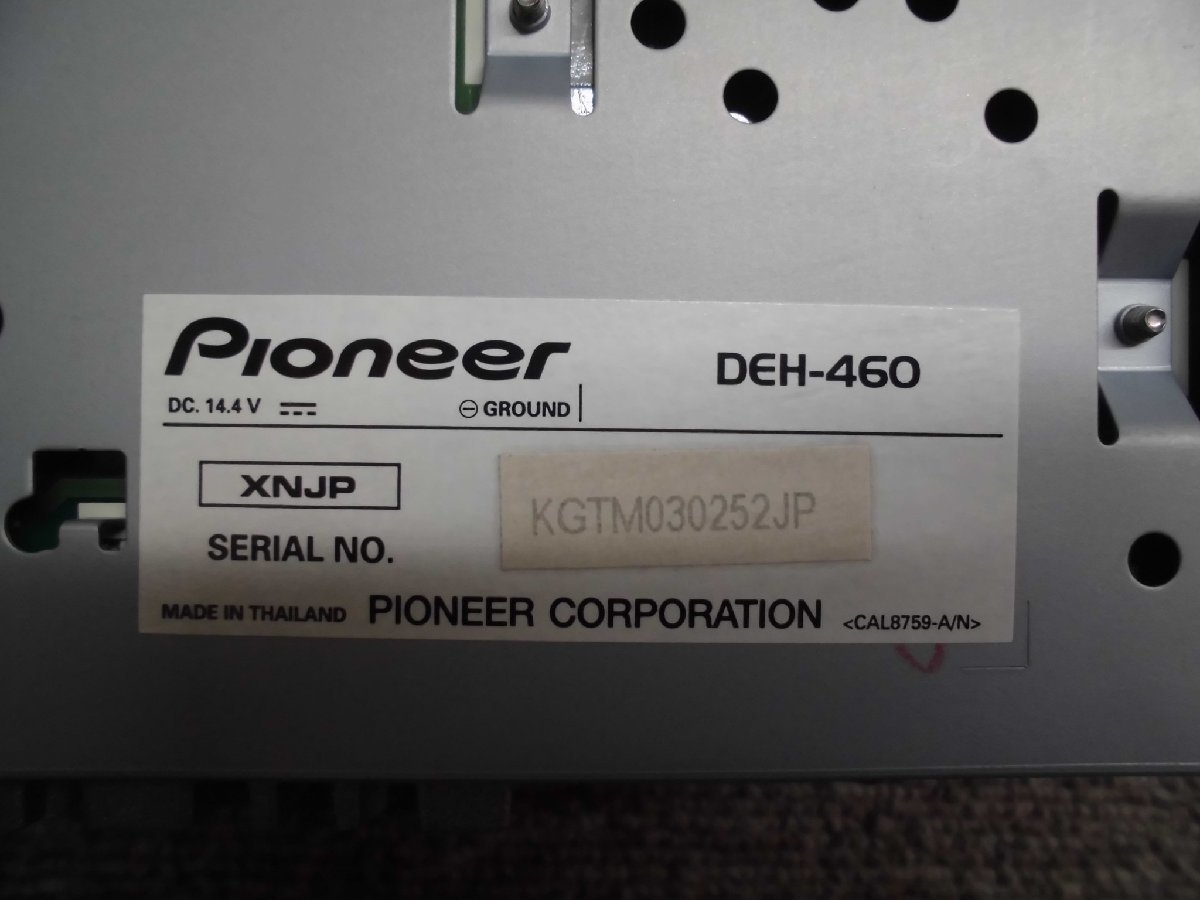 Pioneer DEH-460
DC. 14.4 V ⊖ GROUND
XNJP
KGTM030252JP
SERIAL NO.
MADE IN THAILAND PIONEER CORPORATION <CAL8759-A/N>